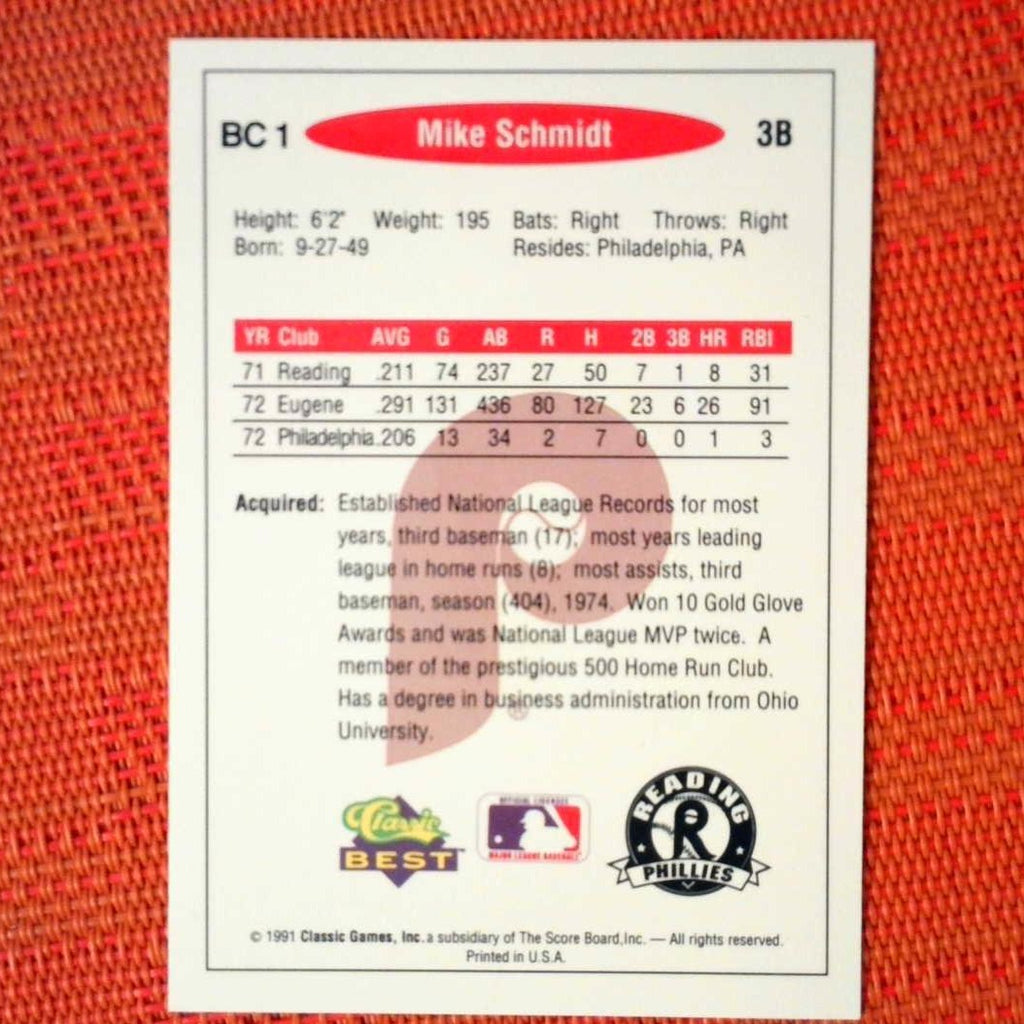 BC 1 Mike Schmidt 3B
Height: 6'2" Weight: 195 Bats: Right Throws: Right
Born: 9-27-49 Resides: Philadelphia, PA
YR Club AVG G AB R H 2B 3B HR RBI
71 Reading .211 74 237 27 50 7 1 8 31
72 Eugene .291 131 436 80 127 23 6 26 91
72 Philadelphia .206 13 34 2 7 0 0 1 3
Acquired: Established National League Records for most
years, third baseman (17); most years leading
league in home runs (8); most assists, third
baseman, season (404), 1974. Won 10 Gold Glove
Awards and was National League MVP twice. A
member of the prestigious 500 Home Run Club.
Has a degree in business administration from Ohio
University.
P
®
Classic
BEST
OFFICIAL LICENSEE
MAJOR LEAGUE BASEBALL
READING
R
PHILLIES
© 1991 Classic Games, Inc. a subsidiary of The Score Board, Inc. — All rights reserved.
Printed in U.S.A.